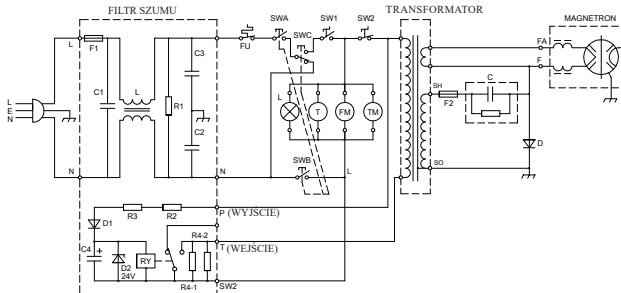 FILTR SZUMU
TRANSFORMATOR
MAGNETRON
SWA
SWC
SW1
SW2
FU
L
F1
C3
C1
L
R1
C2
L
E
N
N
N
L
T
FM
TM
SWB
L
FA
F
SH
F2
C
D
SO
P (WYJŚCIE)
D1
R3
R2
T (WEJŚCIE)
R4-2
C4
+
D2
24V
RY
R4-1
SW2